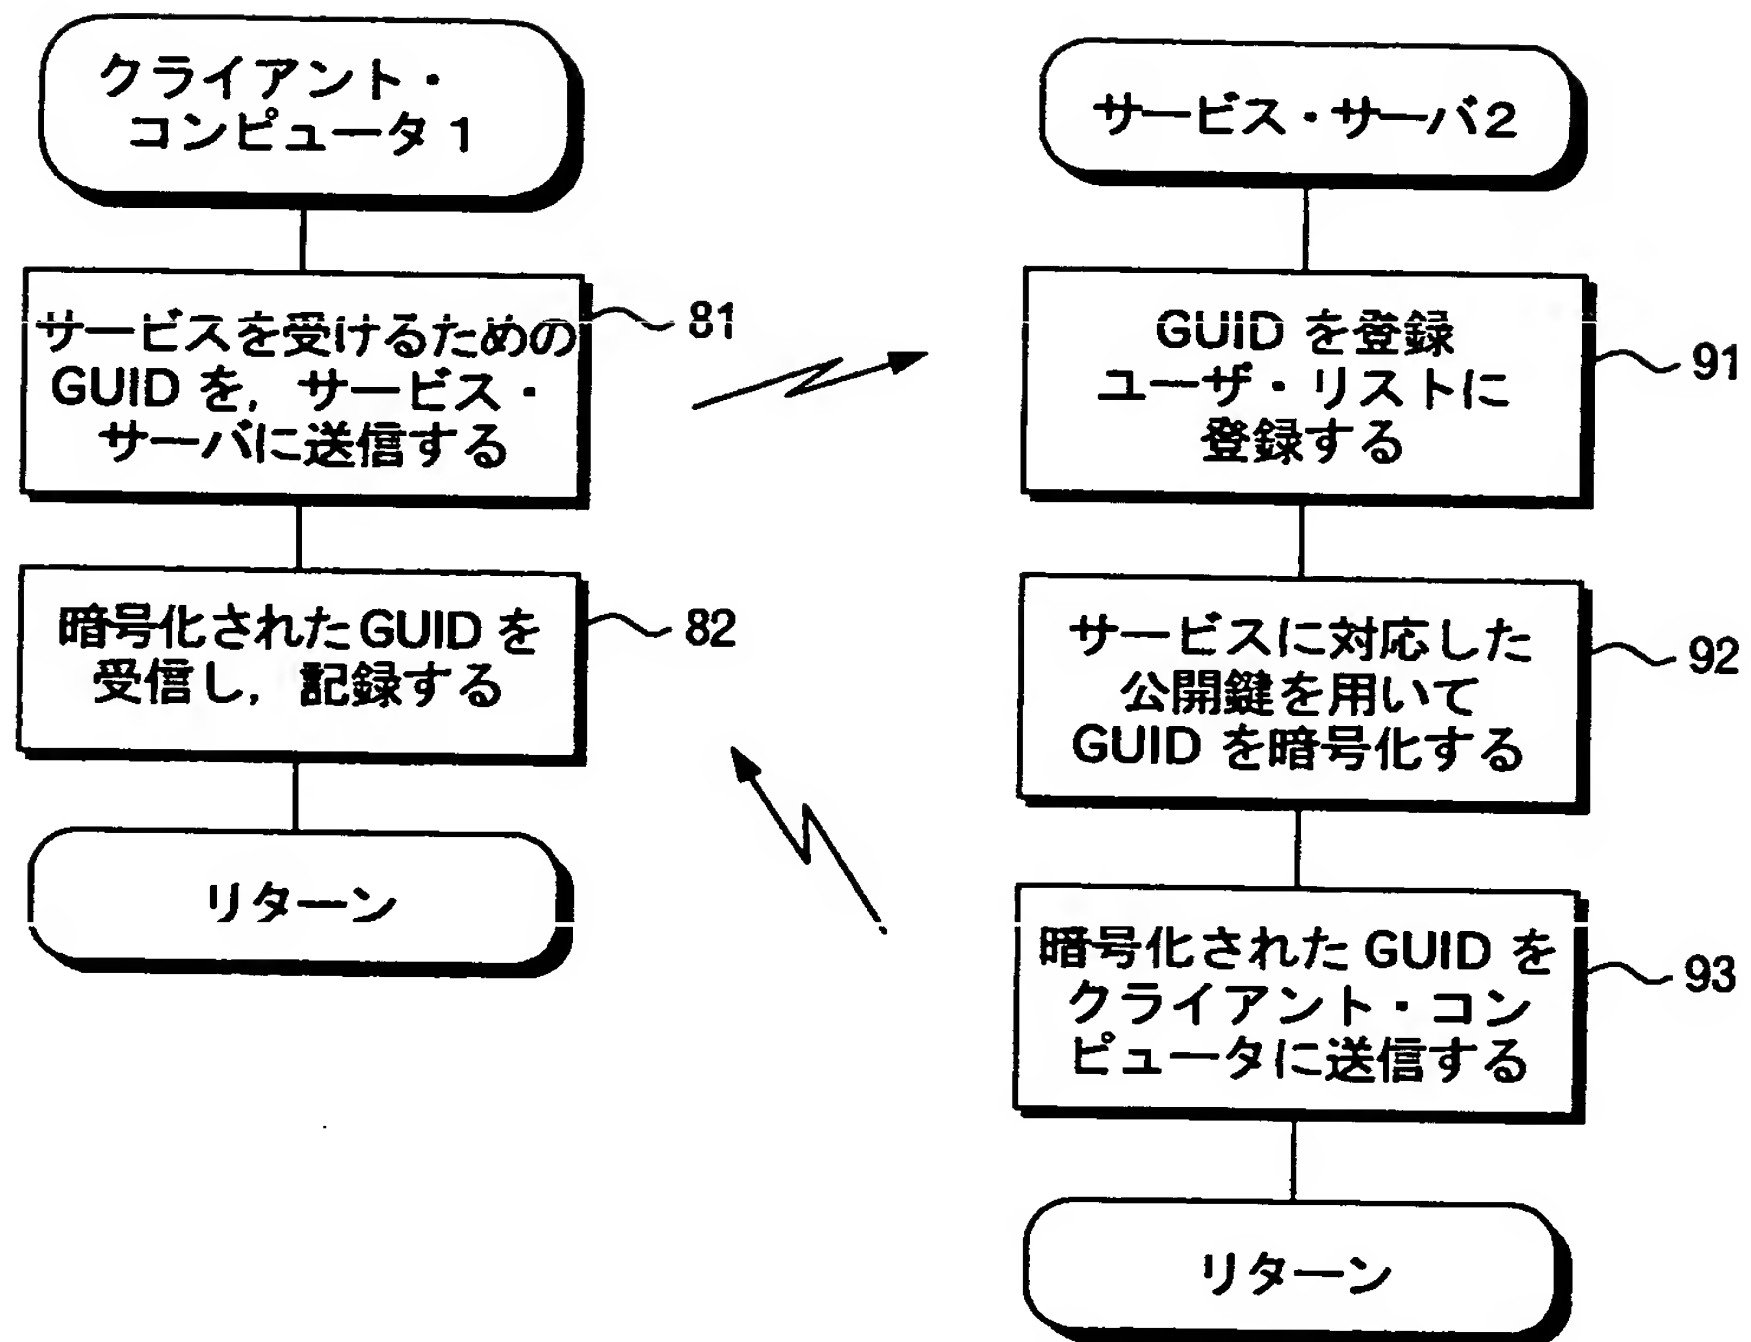 クライアント・
コンピュータ1
サービスを受けるための
GUID を，サービス・
サーバに送信する
81
暗号化された GUID を
受信し，記録する
82
リターン
サービス・サーバ2
GUID を登録
ユーザ・リストに
登録する
91
サービスに対応した
公開鍵を用いて
GUID を暗号化する
92
暗号化された GUID を
クライアント・コン
ピュータに送信する
93
リターン